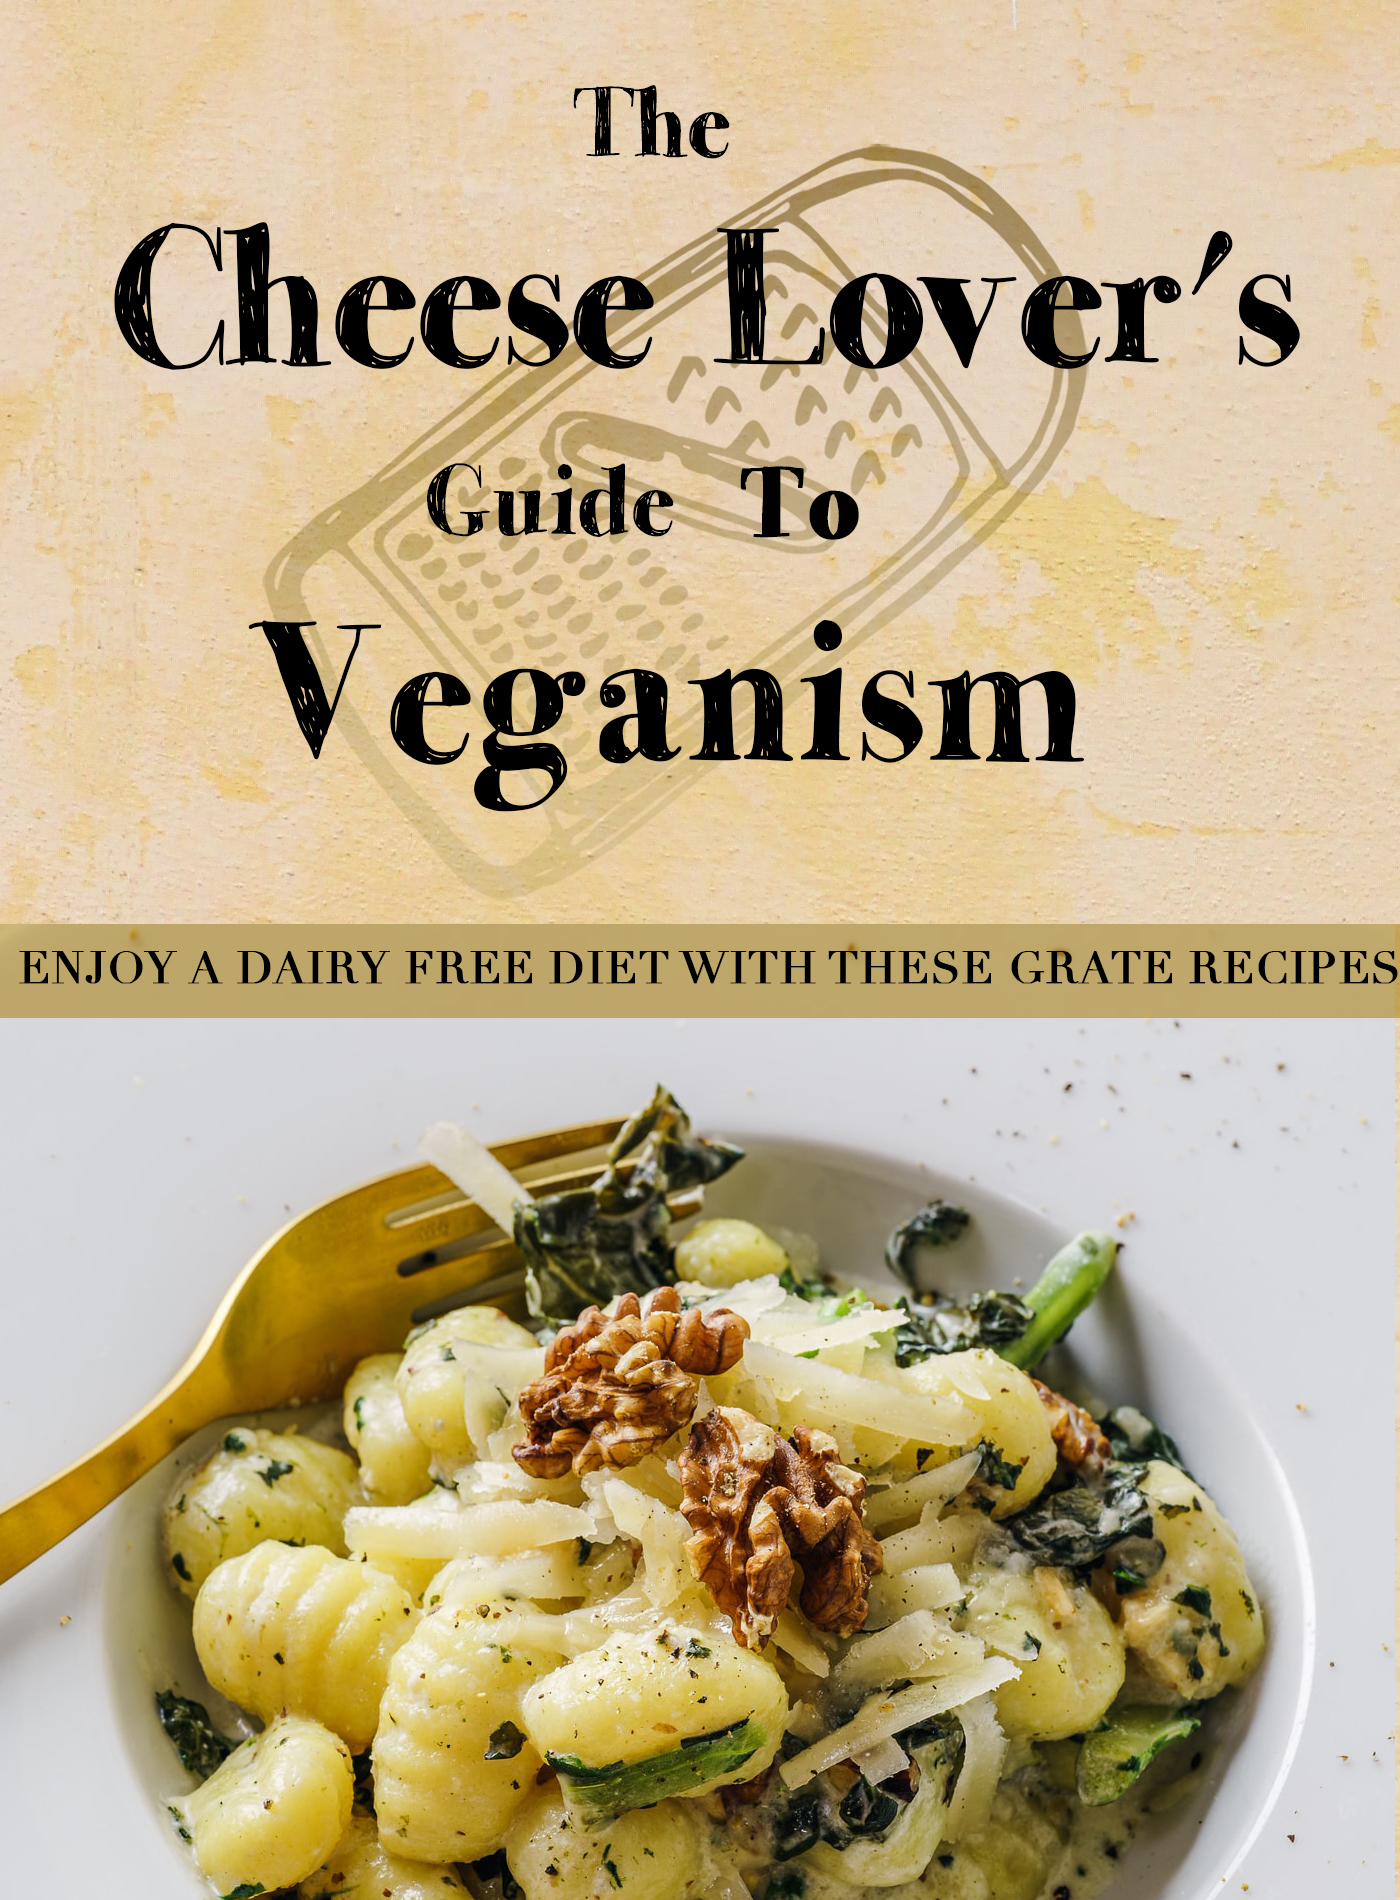 The
Cheese Lover's
Guide To
Veganism
ENJOY A DAIRY FREE DIET WITH THESE GRATE RECIPES